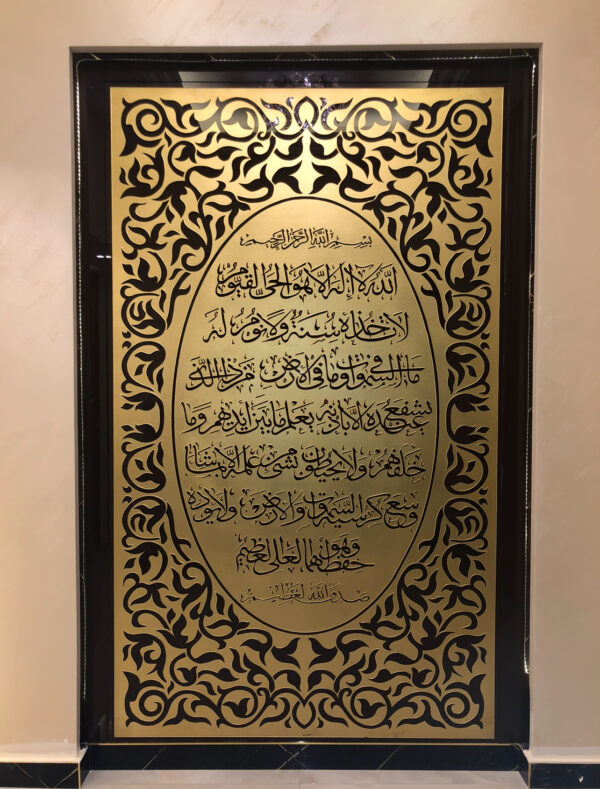 بسم الله الرحمن الرحيم
الله لا إله إلا هو الحي القيوم
لا تأخذه سنة ولا نوم له
ما في السموات وما في الأرض من ذا الذي
يشفع عنده إلا بإذنه يعلم ما بين أيديهم وما
خلفهم ولا يحيطون بشيء من علمه إلا بما شاء
وسع كرسيه السموات والأرض ولا يؤده
حفظهما وهو العلي العظيم
صدق الله العظيم